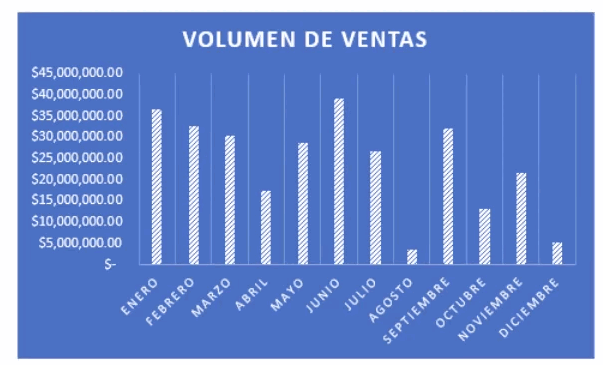 VOLUMEN DE VENTAS
$45,000,000.00
$40,000,000.00
$35,000,000.00
$30,000,000.00
$25,000,000.00
$20,000,000.00
$15,000,000.00
$10,000,000.00
$5,000,000.00
$-
ENERO
FEBRERO
MARZO
ABRIL
MAYO
JUNIO
JULIO
AGOSTO
SEPTIEMBRE
OCTUBRE
NOVIEMBRE
DICIEMBRE